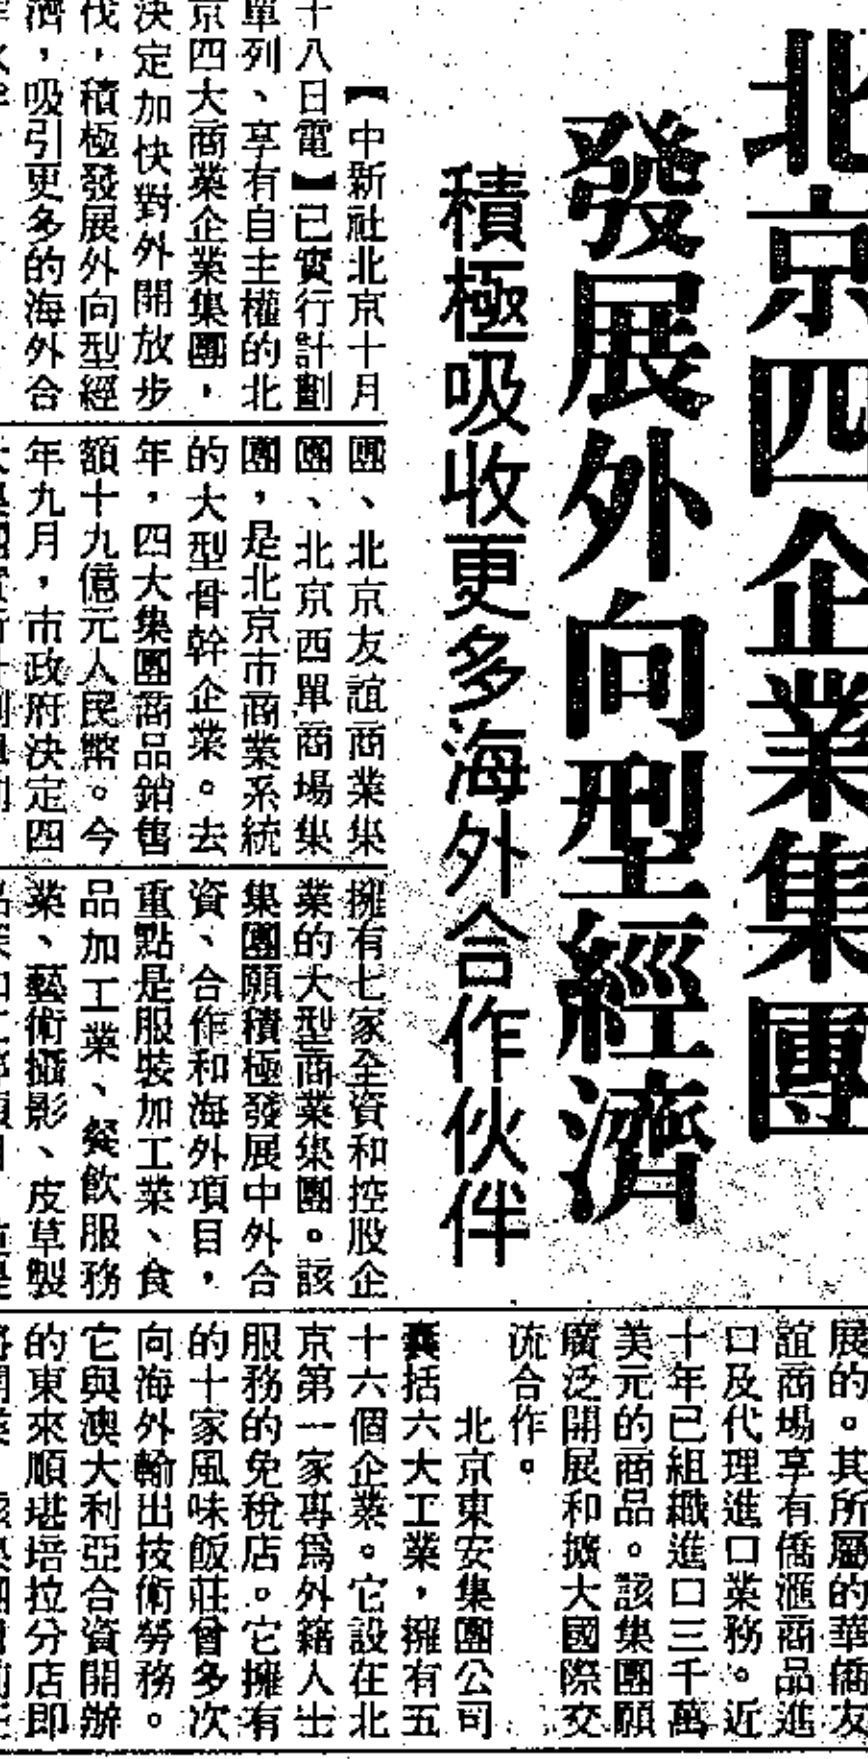 北京四企業集團
發展外向型經濟
積極吸收更多海外合作伙伴
【中新社北京十月
十八日電】已實行計劃
單列、享有自主權的北
京四大商業企業集團，
決定加快對外開放步
伐，積極發展外向型經
濟，吸引更多的海外合
團、北京友誼商業集
團、北京西單商場集
團，是北京市商業系統
的大型骨幹企業。去
年，四大集團商品銷售
額十九億元人民幣。今
年九月，市政府決定四
擁有七家全資和控股企
業的大型商業集團。該
集團願積極發展中外合
資、合作和海外項目，
重點是服裝加工業、食
品加工業、餐飲服務
業、藝術攝影、皮草製
展的。其所屬的華僑友
誼商場享有僑滙商品進
口及代理進口業務。近
十年已組織進口三千萬
美元的商品。該集團願
廣泛開展和擴大國際交
流合作。
北京東安集團公司
囊括六大工業，擁有五
十六個企業。它設在北
京第一家專爲外籍人士
服務的免稅店。它擁有
的十家風味飯莊曾多次
向海外輸出技術勞務。
它與澳大利亞合資開辦
的東來順堪培拉分店即